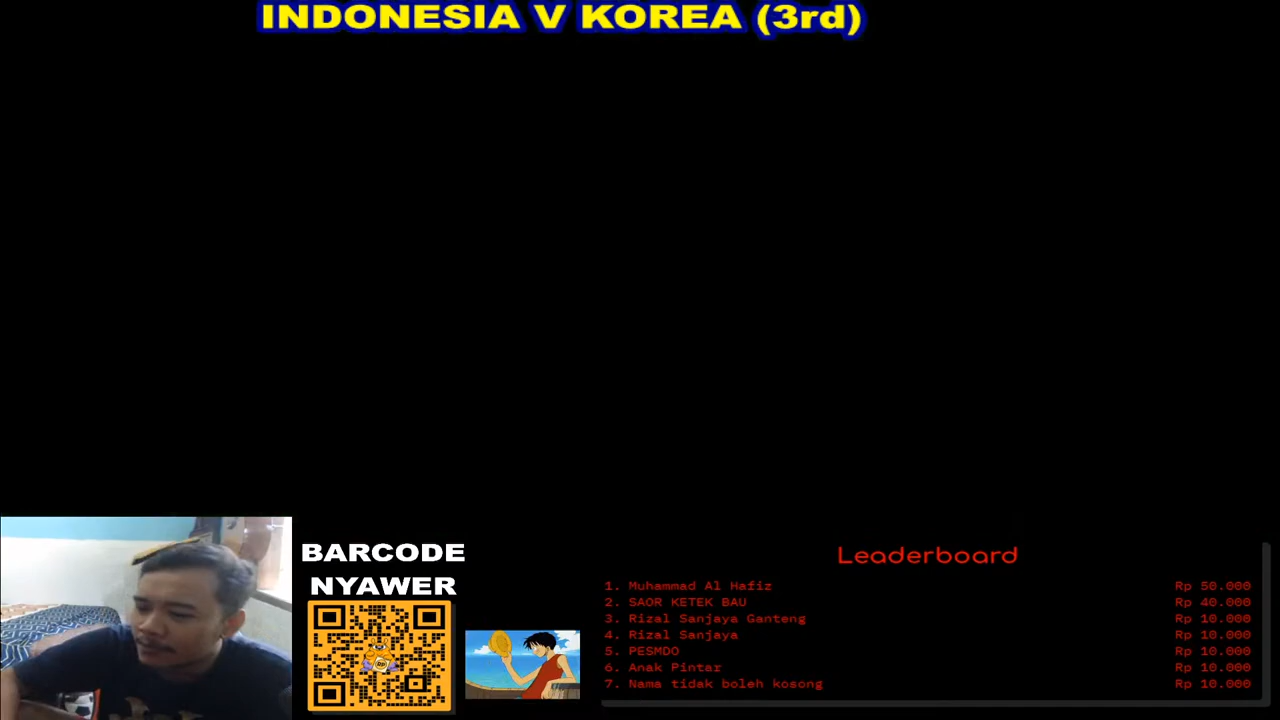 INDONESIA V KOREA (3rd)
BARCODE
NYAWER
Leaderboard
1. Muhammad Al Hafiz Rp 50.000
2. SAOR KETEK BAU Rp 40.000
3. Rizal Sanjaya Ganteng Rp 10.000
4. Rizal Sanjaya Rp 10.000
5. PESMDO Rp 10.000
6. Anak Pintar Rp 10.000
7. Nama tidak boleh kosong Rp 10.000